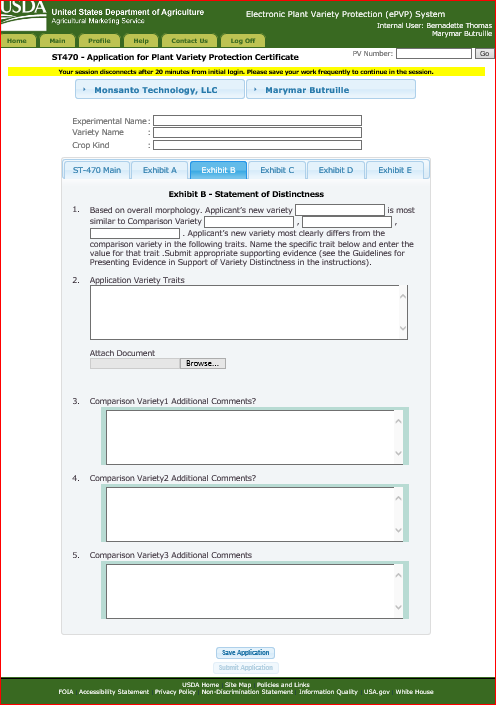 USDA
United States Department of Agriculture
Agricultural Marketing Service
Electronic Plant Variety Protection (ePVP) System
Internal User: Bernadette Thomas
Marymar Butruille
Home Main Profile Help Contact Us Log Off
ST470 - Application for Plant Variety Protection Certificate
PV Number: Go
Your session disconnects after 20 minutes from initial login. Please save your work frequently to continue in the session.
Monsanto Technology, LLC Marymar Butruille
Experimental Name :
Variety Name :
Crop Kind :
ST-470 Main Exhibit A Exhibit B Exhibit C Exhibit D Exhibit E
Exhibit B - Statement of Distinctness
1. Based on overall morphology. Applicant's new variety is most
similar to Comparison Variety , ,
. Applicant's new variety most clearly differs from the
comparison variety in the following traits. Name the specific trait below and enter the
value for that trait .Submit appropriate supporting evidence (see the Guidelines for
Presenting Evidence in Support of Variety Distinctness in the instructions).
2. Application Variety Traits
Attach Document
Browse...
3. Comparison Variety1 Additional Comments?
4. Comparison Variety2 Additional Comments?
5. Comparison Variety3 Additional Comments
Save Application
Submit Application
USDA Home Site Map Policies and Links
FOIA Accessibility Statement Privacy Policy Non-Discrimination Statement Information Quality USA.gov White House